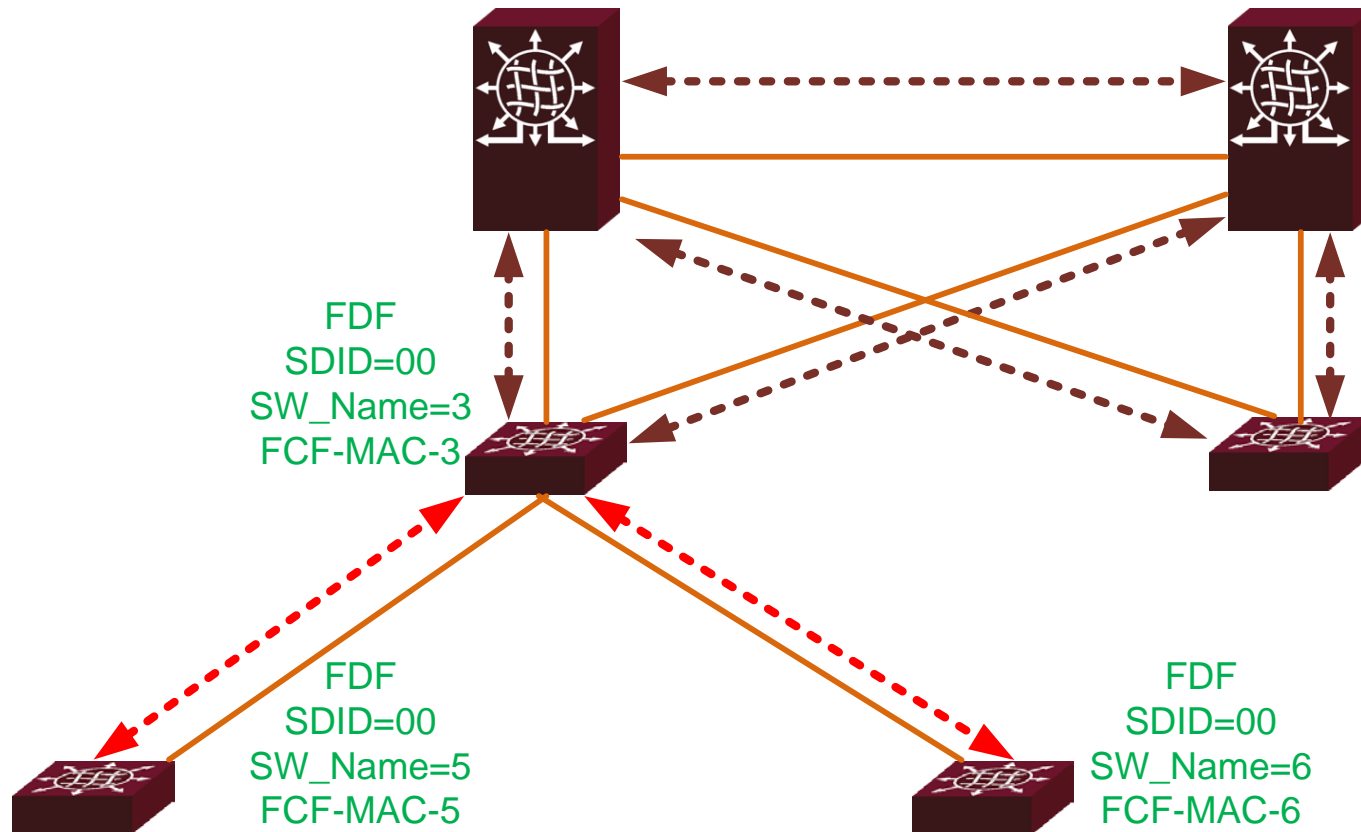 FDF
SDID=00
SW_Name=3
FCF-MAC-3
FDF
SDID=00
SW_Name=5
FCF-MAC-5
FDF
SDID=00
SW_Name=6
FCF-MAC-6